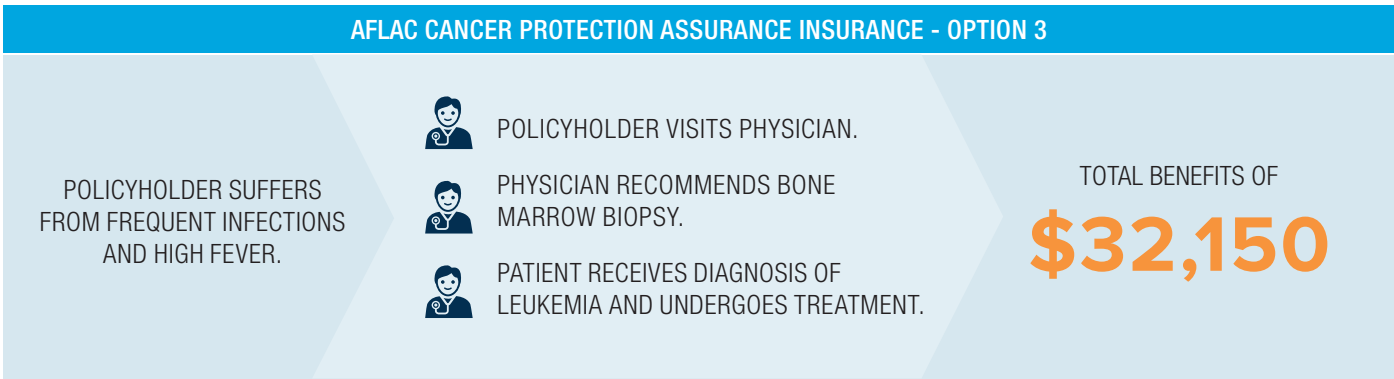 AFLAC CANCER PROTECTION ASSURANCE INSURANCE - OPTION 3
POLICYHOLDER SUFFERS
FROM FREQUENT INFECTIONS
AND HIGH FEVER.
POLICYHOLDER VISITS PHYSICIAN.
PHYSICIAN RECOMMENDS BONE
MARROW BIOPSY.
PATIENT RECEIVES DIAGNOSIS OF
LEUKEMIA AND UNDERGOES TREATMENT.
TOTAL BENEFITS OF
$32,150